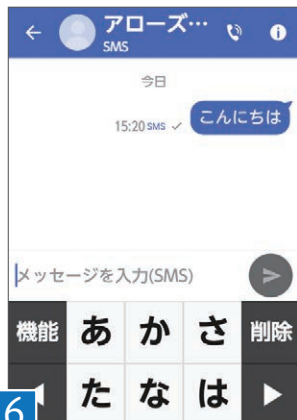 アローズ…
SMS
今日
こんにちは
15:20 SMS
メッセージを入力(SMS)
機能 あ か さ 削除
た な は
6